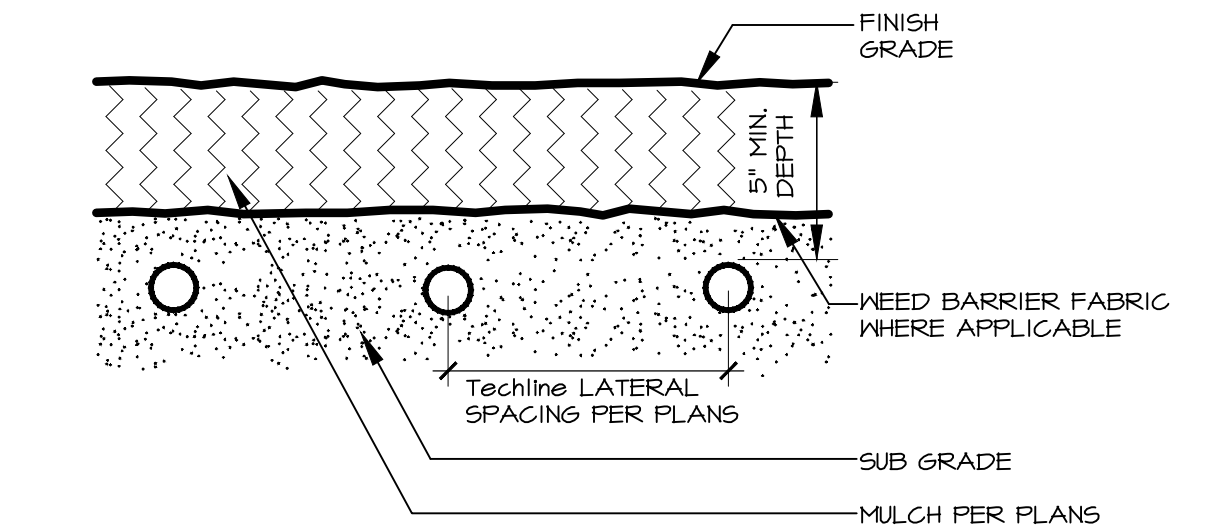 FINISH
GRADE
5" MIN.
DEPTH
WEED BARRIER FABRIC
WHERE APPLICABLE
Techline LATERAL
SPACING PER PLANS
SUB GRADE
MULCH PER PLANS